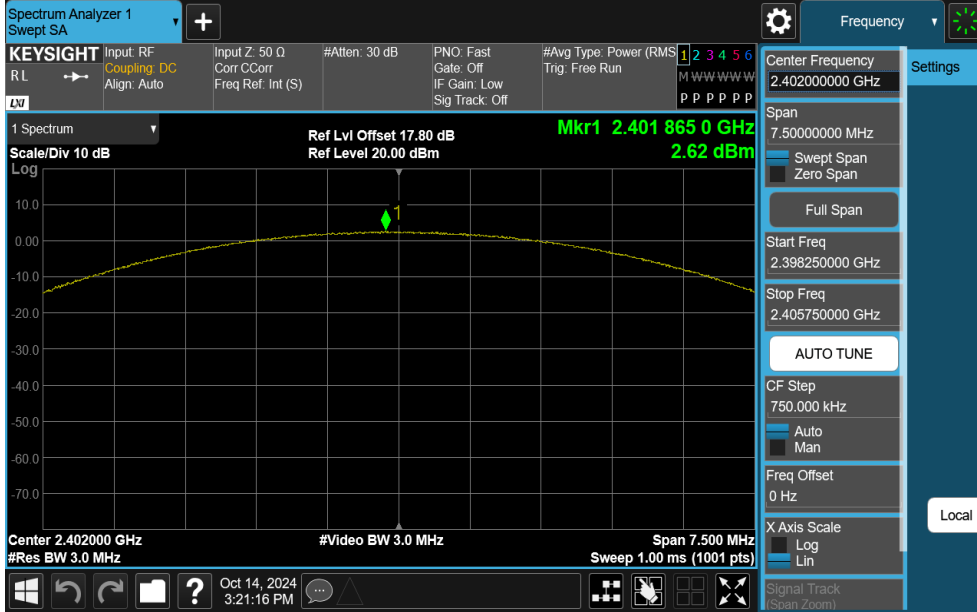 Spectrum Analyzer 1
Swept SA
Frequency
KEYSIGHT
R L
LXI
Input: RF
Coupling: DC
Align: Auto
Input Z: 50 Ω
Corr CCorr
Freq Ref: Int (S)
#Atten: 30 dB
PNO: Fast
Gate: Off
IF Gain: Low
Sig Track: Off
#Avg Type: Power (RMS
Trig: Free Run
1 2 3 4 5 6
M W W W W W
P P P P P P
1 Spectrum
Scale/Div 10 dB
Log
Ref Lvl Offset 17.80 dB
Ref Level 20.00 dBm
Mkr1 2.401 865 0 GHz
2.62 dBm
1
10.0
0.00
-10.0
-20.0
-30.0
-40.0
-50.0
-60.0
-70.0
Center 2.402000 GHz
#Res BW 3.0 MHz
#Video BW 3.0 MHz
Span 7.500 MHz
Sweep 1.00 ms (1001 pts)
Oct 14, 2024
3:21:16 PM
Center Frequency
2.402000000 GHz
Span
7.50000000 MHz
Swept Span
Zero Span
Full Span
Start Freq
2.398250000 GHz
Stop Freq
2.405750000 GHz
AUTO TUNE
CF Step
750.000 kHz
Auto
Man
Freq Offset
0 Hz
X Axis Scale
Log
Lin
Signal Track
(Span Zoom)
Settings
Local